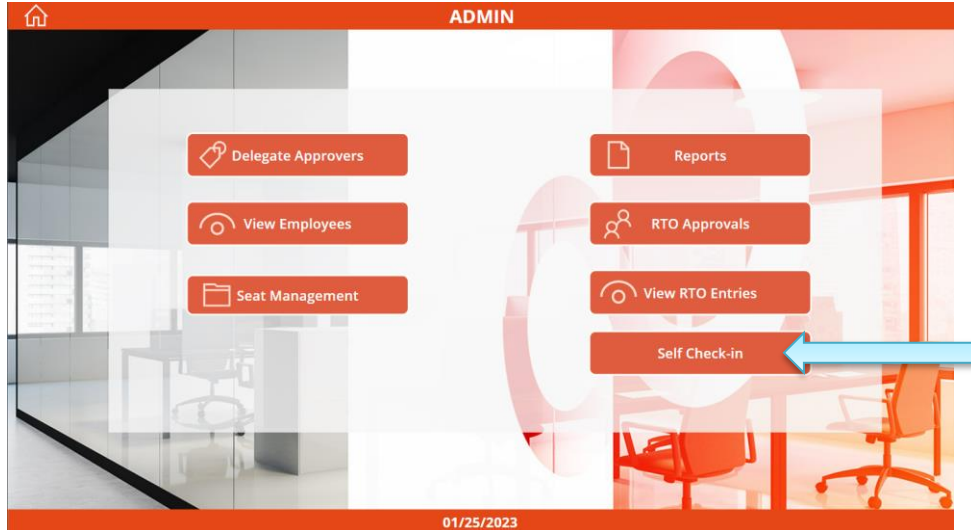 ADMIN
Delegate Approvers
Reports
View Employees
RTO Approvals
Seat Management
View RTO Entries
Self Check-in
01/25/2023